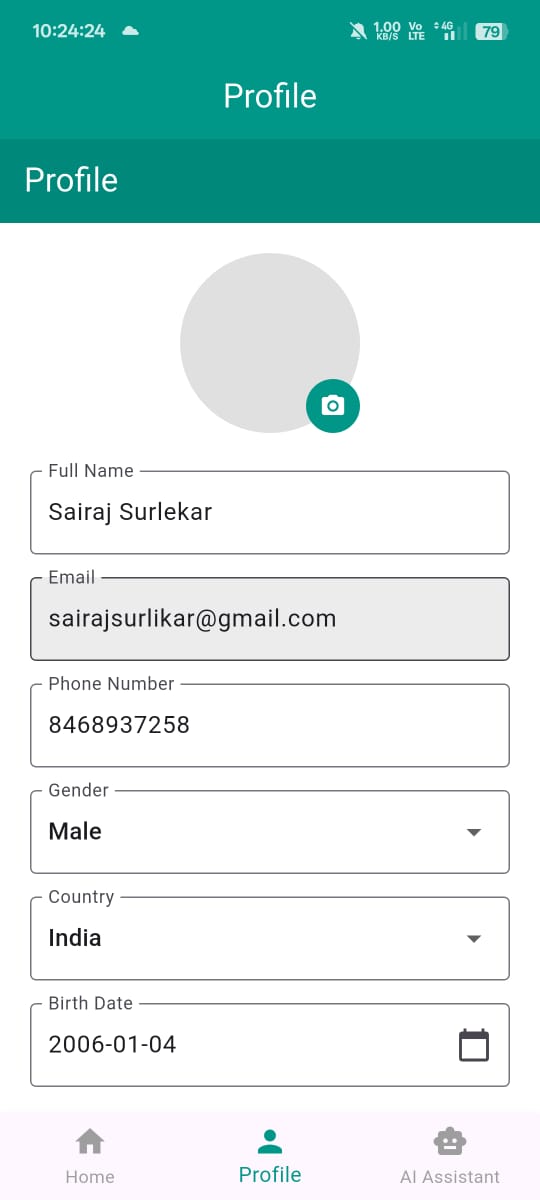 10:24:24
1.00 KB/S Vo LTE 4G 79
Profile
Profile
Full Name
Sairaj Surlekar
Email
sairajsurlikar@gmail.com
Phone Number
8468937258
Gender
Male
Country
India
Birth Date
2006-01-04
Home
Profile
AI Assistant